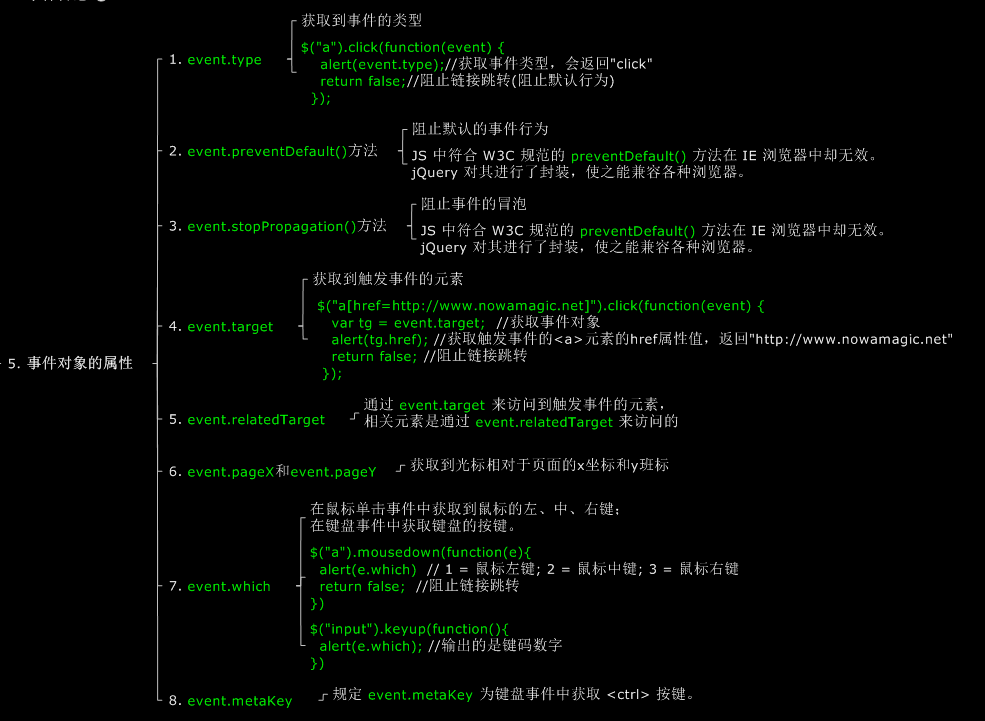 5. 事件对象的属性
1. event.type
获取到事件的类型
$("a").click(function(event) {
alert(event.type);//获取事件类型，会返回"click"
return false;//阻止链接跳转(阻止默认行为)
});
2. event.preventDefault()方法
阻止默认的事件行为
JS 中符合 W3C 规范的 preventDefault() 方法在 IE 浏览器中却无效。
jQuery 对其进行了封装，使之能兼容各种浏览器。
3. event.stopPropagation()方法
阻止事件的冒泡
JS 中符合 W3C 规范的 preventDefault() 方法在 IE 浏览器中却无效。
jQuery 对其进行了封装，使之能兼容各种浏览器。
4. event.target
获取到触发事件的元素
$("a[href=http://www.nowamagic.net]").click(function(event) {
var tg = event.target;  //获取事件对象
alert(tg.href); //获取触发事件的<a>元素的href属性值，返回"http://www.nowamagic.net"
return false; //阻止链接跳转
});
5. event.relatedTarget
通过 event.target 来访问到触发事件的元素，
相关元素是通过 event.relatedTarget 来访问的
6. event.pageX和event.pageY
获取到光标相对于页面的x坐标和y班标
7. event.which
在鼠标单击事件中获取到鼠标的左、中、右键；
在键盘事件中获取键盘的按键。
$("a").mousedown(function(e){
alert(e.which)  // 1 = 鼠标左键; 2 = 鼠标中键; 3 = 鼠标右键
return false;  //阻止链接跳转
})
$("input").keyup(function(){
alert(e.which); //输出的是键码数字
})
8. event.metaKey
规定 event.metaKey 为键盘事件中获取 <ctrl> 按键。